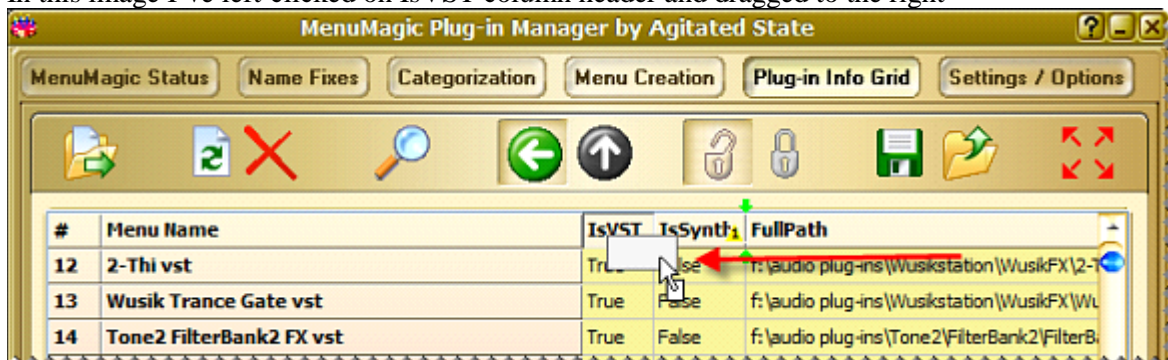 In this image I've left clicked on IsVST column header and dragged to the right
MenuMagic Plug-in Manager by Agitated State
MenuMagic Status Name Fixes Categorization Menu Creation Plug-in Info Grid Settings / Options
# Menu Name IsVST IsSynth 1 FullPath
12 2-Thi vst True False f:\audio plug-ins\Wusikstation\WusikFX\2-T
13 Wusik Trance Gate vst True False f:\audio plug-ins\Wusikstation\WusikFX\Wu
14 Tone2 FilterBank2 FX vst True False f:\audio plug-ins\Tone2\FilterBank2\FilterBa